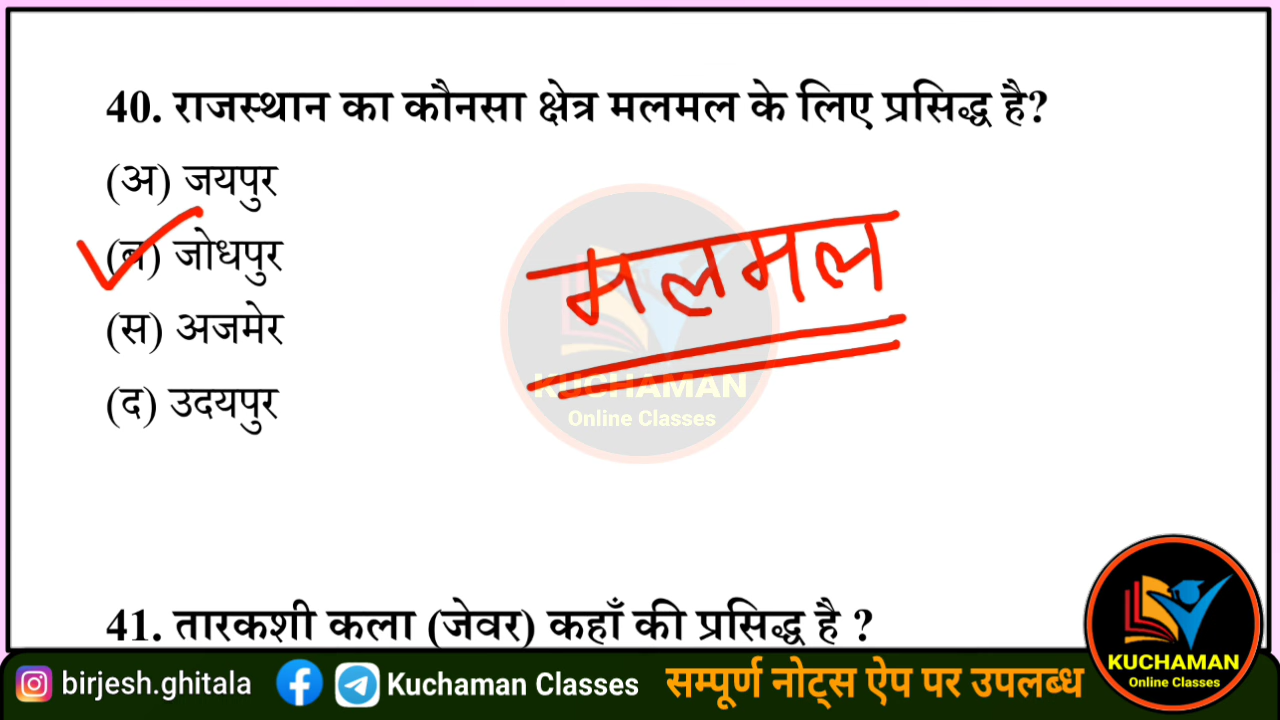 40. राजस्थान का कौनसा क्षेत्र मलमल के लिए प्रसिद्ध है?
(अ) जयपुर
(ब) जोधपुर
(स) अजमेर
(द) उदयपुर
मलमल
KUCHAMAN
Online Classes
41. तारकशी कला (जेवर) कहाँ की प्रसिद्ध है ?
birjesh.ghitala
Kuchaman Classes
सम्पूर्ण नोट्स ऐप पर उपलब्ध
KUCHAMAN
Online Classes